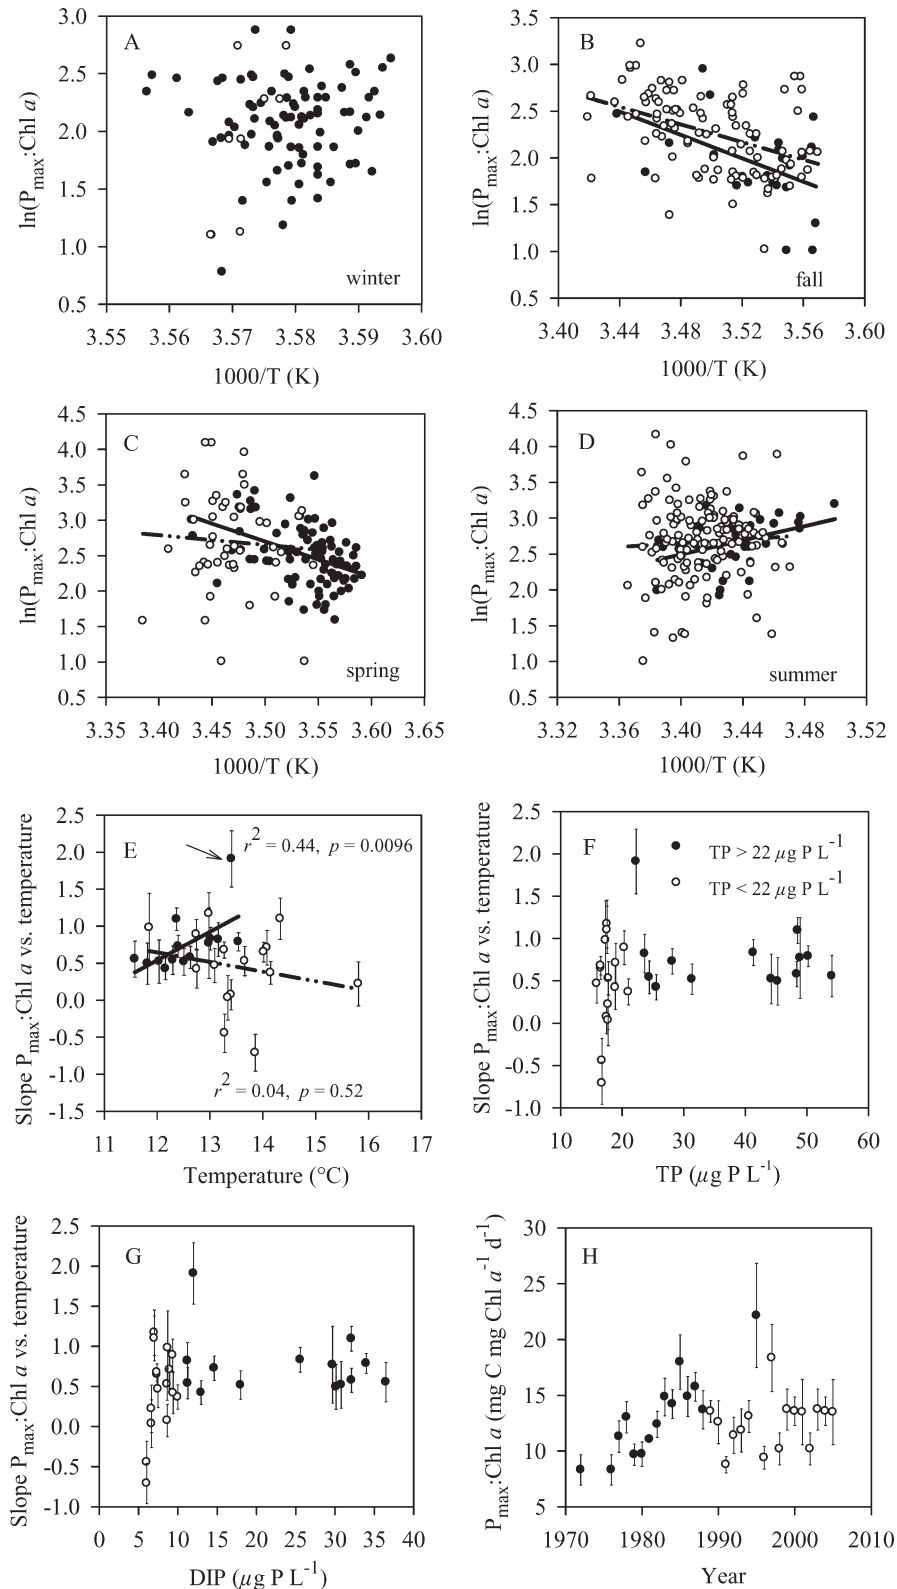 A
3.0
2.5
2.0
1.5
1.0
0.5
ln(Pmax:Chl a)
winter
3.55 3.56 3.57 3.58 3.59 3.60
1000/T (K)
B
3.5
3.0
2.5
2.0
1.5
1.0
0.5
ln(Pmax:Chl a)
fall
3.40 3.44 3.48 3.52 3.56 3.60
1000/T (K)
C
4.5
4.0
3.5
3.0
2.5
2.0
1.5
1.0
0.5
ln(Pmax:Chl a)
spring
3.35 3.40 3.45 3.50 3.55 3.60 3.65
1000/T (K)
D
4.5
4.0
3.5
3.0
2.5
2.0
1.5
1.0
0.5
ln(Pmax:Chl a)
summer
3.32 3.36 3.40 3.44 3.48 3.52
1000/T (K)
E
2.5
2.0
1.5
1.0
0.5
0.0
-0.5
-1.0
-1.5
Slope Pmax:Chl a vs. temperature
r² = 0.44, p = 0.0096
r² = 0.04, p = 0.52
11 12 13 14 15 16 17
Temperature (°C)
F
2.5
2.0
1.5
1.0
0.5
0.0
-0.5
-1.0
Slope Pmax:Chl a vs. temperature
TP > 22 µg P L⁻¹
TP < 22 µg P L⁻¹
10 20 30 40 50 60
TP (µg P L⁻¹)
G
2.5
2.0
1.5
1.0
0.5
0.0
-0.5
-1.0
Slope Pmax:Chl a vs. temperature
0 5 10 15 20 25 30 35 40
DIP (µg P L⁻¹)
H
30
25
20
15
10
5
Pmax:Chl a (mg C mg Chl a⁻¹ d⁻¹)
1970 1980 1990 2000 2010
Year